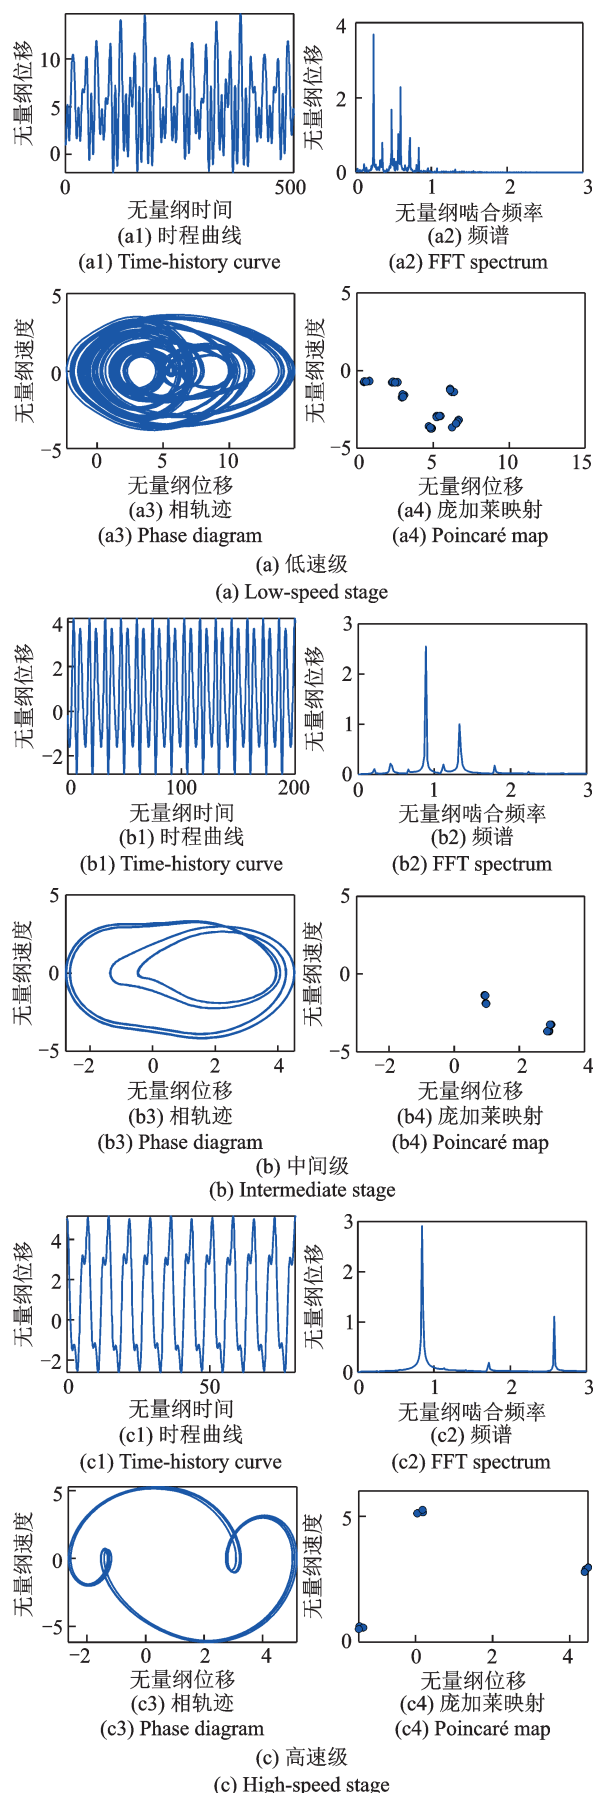 无量纲位移
10
5
0
0
500
无量纲时间
(a1) 时程曲线
(a1) Time-history curve
无量纲位移
4
2
0
1
2
3
无量纲啮合频率
(a2) 频谱
(a2) FFT spectrum
无量纲速度
5
0
−5
0
5
10
无量纲位移
(a3) 相轨迹
(a3) Phase diagram
无量纲速度
5
0
−5
0
5
10
15
无量纲位移
(a4) 庞加莱映射
(a4) Poincaré map
(a) 低速级
(a) Low-speed stage
无量纲位移
4
2
0
−2
0
100
200
无量纲时间
(b1) 时程曲线
(b1) Time-history curve
无量纲位移
3
2
1
0
0
1
2
3
无量纲啮合频率
(b2) 频谱
(b2) FFT spectrum
无量纲速度
5
0
−5
−2
0
2
4
无量纲位移
(b3) 相轨迹
(b3) Phase diagram
无量纲速度
5
0
−5
−2
0
2
4
无量纲位移
(b4) 庞加莱映射
(b4) Poincaré map
(b) 中间级
(b) Intermediate stage
无量纲位移
4
2
0
−2
0
50
无量纲时间
(c1) 时程曲线
(c1) Time-history curve
无量纲位移
3
2
1
0
0
1
2
3
无量纲啮合频率
(c2) 频谱
(c2) FFT spectrum
无量纲速度
5
0
−5
−2
0
2
4
无量纲位移
(c3) 相轨迹
(c3) Phase diagram
无量纲速度
5
0
0
4
无量纲位移
(c4) 庞加莱映射
(c4) Poincaré map
(c) 高速级
(c) High-speed stage